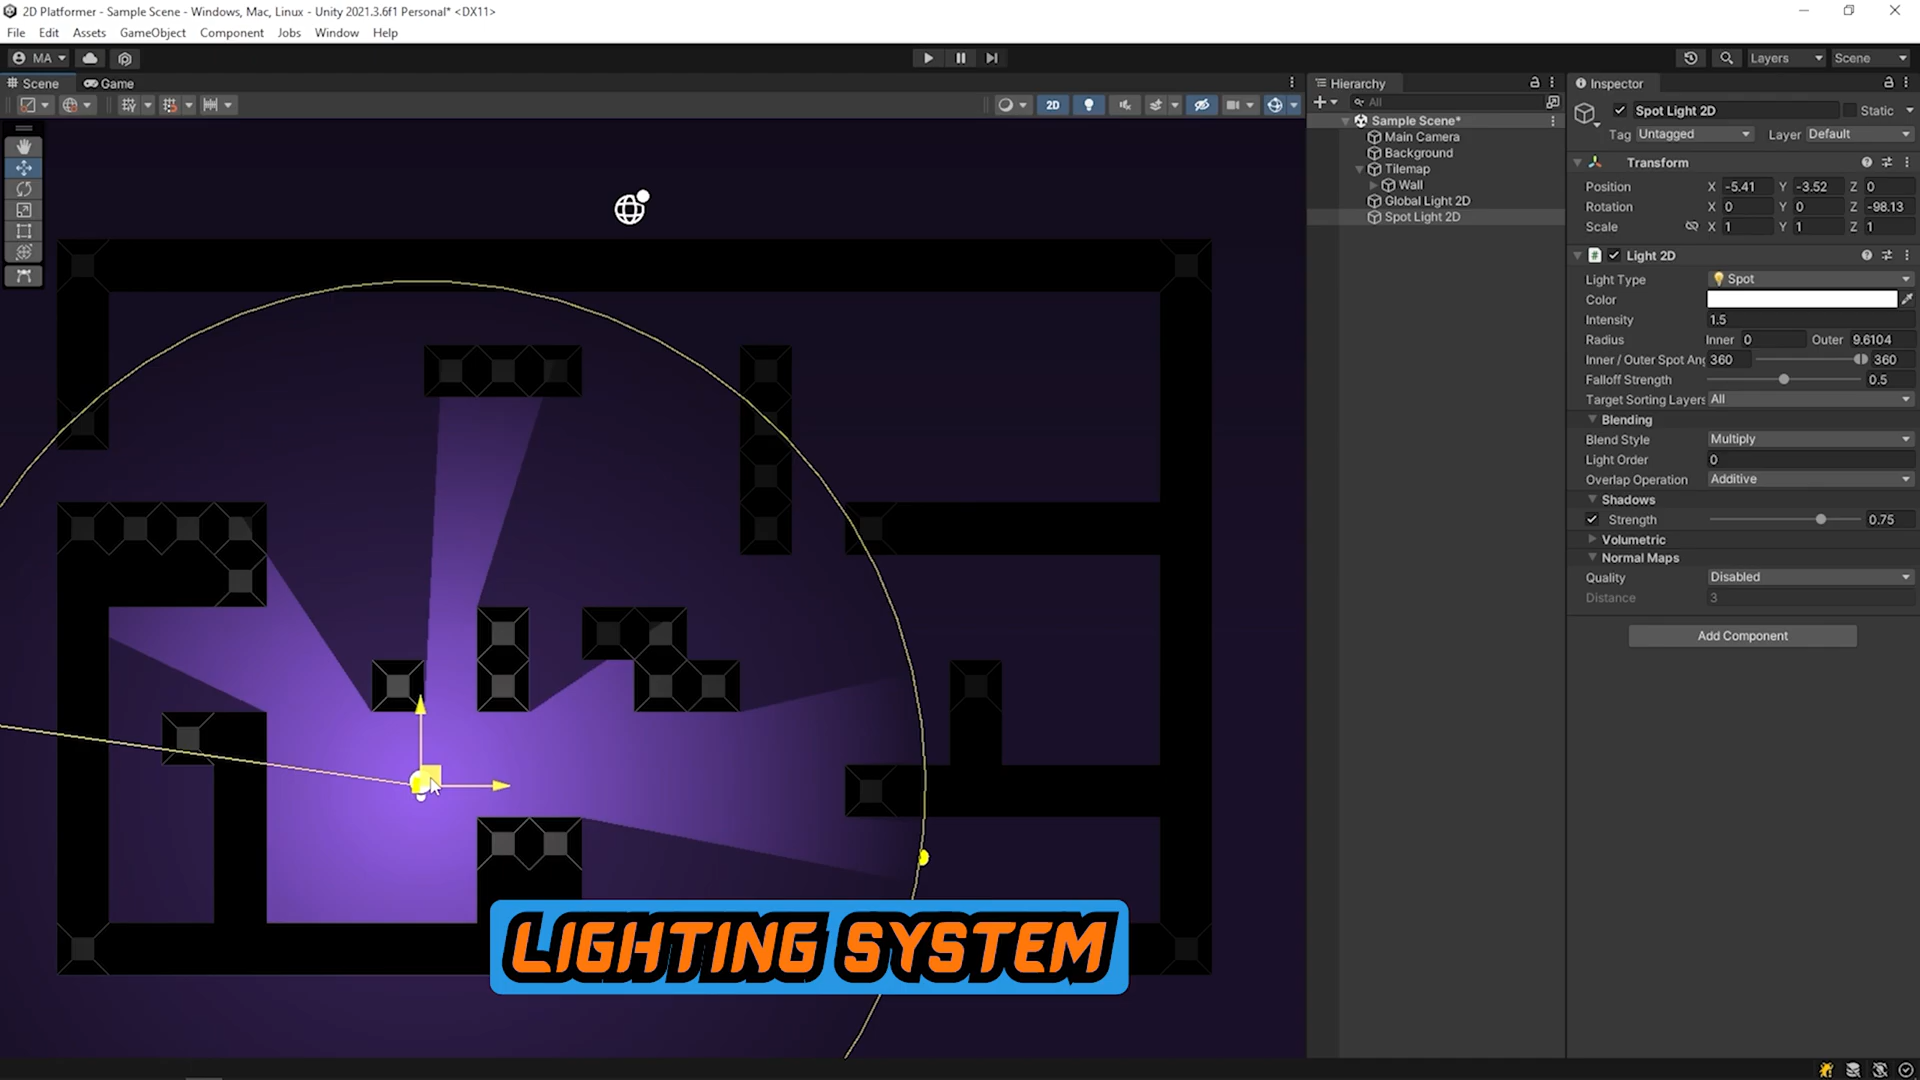 2D Platformer - Sample Scene - Windows, Mac, Linux - Unity 2021.3.6f1 Personal* <DX11>
File Edit Assets GameObject Component Jobs Window Help
MA Layers Scene
Scene Game
2D
Hierarchy
All
Sample Scene*
Main Camera
Background
Tilemap
Wall
Global Light 2D
Spot Light 2D
Inspector
Spot Light 2D Static
Tag Untagged Layer Default
Transform
Position X -5.41 Y -3.52 Z 0
Rotation X 0 Y 0 Z -98.13
Scale X 1 Y 1 Z 1
Light 2D
Light Type Spot
Color
Intensity 1.5
Radius Inner 0 Outer 9.6104
Inner / Outer Spot Ang 360 360
Falloff Strength 0.5
Target Sorting Layers All
Blending
Blend Style Multiply
Light Order 0
Overlap Operation Additive
Shadows
Strength 0.75
Volumetric
Normal Maps
Quality Disabled
Distance 3
Add Component
LIGHTING SYSTEM